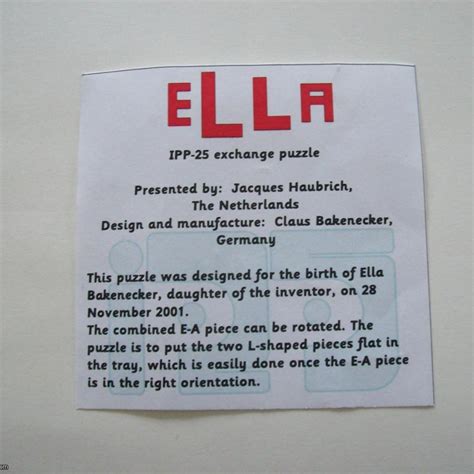 ELLA
IPP-25 exchange puzzle
Presented by: Jacques Haubrich,
The Netherlands
Design and manufacture: Claus Bakenecker,
Germany
This puzzle was designed for the birth of Ella
Bakenecker, daughter of the inventor, on 28
November 2001.
The combined E-A piece can be rotated. The
puzzle is to put the two L-shaped pieces flat in
the tray, which is easily done once the E-A piece
is in the right orientation.